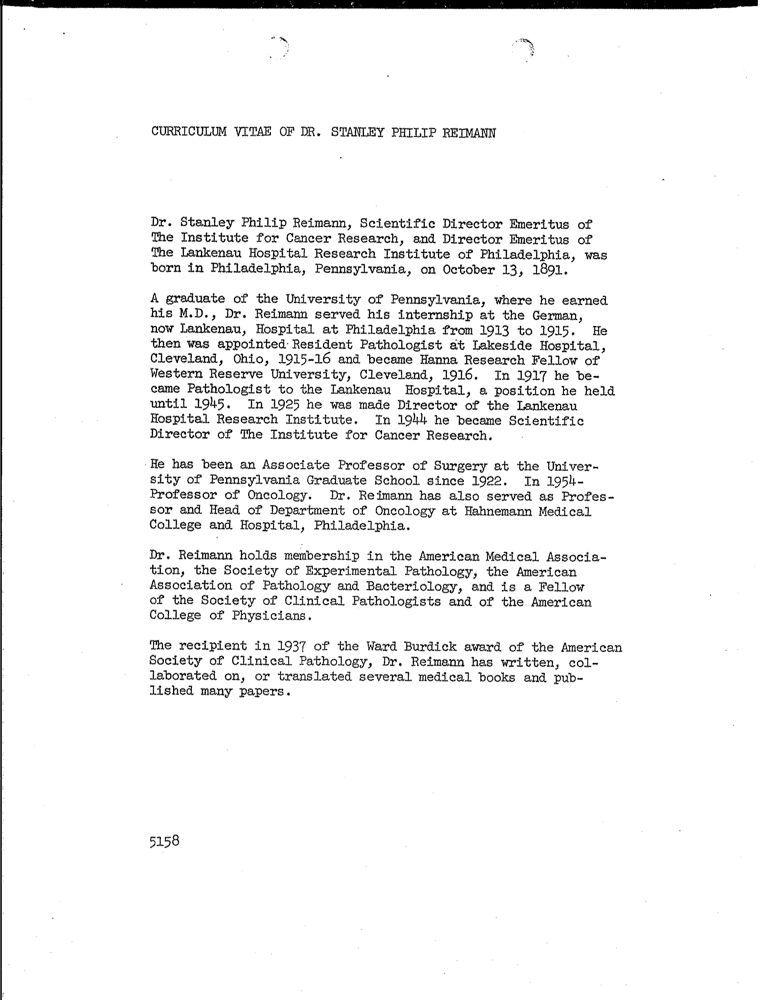 CURRICULUM VITAE OF DR. STANLEY PHILIP REIMANN
Dr. Stanley Philip Reimann, Scientific Director Emeritus of
The Institute for Cancer Research, and Director Emeritus of
The Lankenau Hospital Research Institute of Philadelphia, was
born in Philadelphia, Pennsylvania, on October 13, 1891.
A graduate of the University of Pennsylvania, where he earned
his M.D., Dr. Reimann served his internship at the German,
now Lankenau, Hospital at Philadelphia from 1913 to 1915. He
then was appointed Resident Pathologist at Lakeside Hospital,
Cleveland, Ohio, 1915-16 and became Hanna Research Fellow of
Western Reserve University, Cleveland, 1916. In 1917 he be-
came Pathologist to the Lankenau Hospital, a position he held
until 1945. In 1925 he was made Director of the Lankenau
Hospital Research Institute. In 1944 he became Scientific
Director of The Institute for Cancer Research.
He has been an Associate Professor of Surgery at the Univer-
sity of Pennsylvania Graduate School since 1922. In 1954-
Professor of Oncology. Dr. Reimann has also served as Profes-
sor and Head of Department of Oncology at Hahnemann Medical
College and Hospital, Philadelphia.
Dr. Reimann holds membership in the American Medical Associa-
tion, the Society of Experimental Pathology, the American
Association of Pathology and Bacteriology, and is a Fellow
of the Society of Clinical Pathologists and of the American
College of Physicians.
The recipient in 1937 of the Ward Burdick award of the American
Society of Clinical Pathology, Dr. Reimann has written, col-
laborated on, or translated several medical books and pub-
lished many papers.
5158